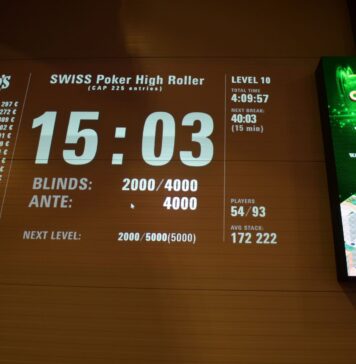 SWISS Poker High Roller
(CAP 225 entries)
15:03
BLINDS: 2000/4000
ANTE: 4000
NEXT LEVEL: 2000/5000(5000)
LEVEL 10
TOTAL TIME
4:09:57
NEXT BREAK:
40:03
(15 min)
PLAYERS
54/93
AVG STACK:
172 222